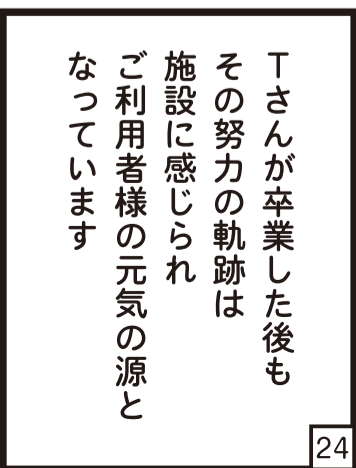 Tさんが卒業した後も
その努力の軌跡は
施設に感じられ
ご利用者様の元気の源と
なっています
24